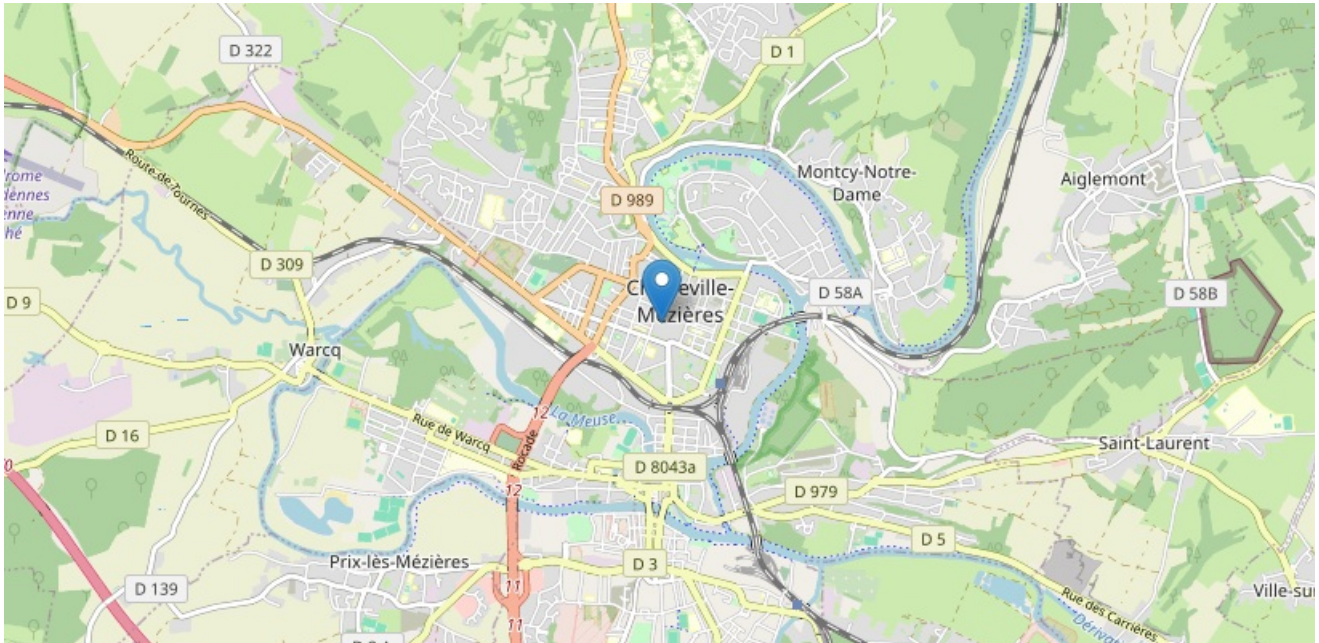 D 322
D 1
Route de Tournes
Montcy-Notre-
Dame
Aiglemont
D 989
D 309
D 58A
D 58B
D 9
Warcq
12
La Meuse
D 16
Rue de Warcq
Rocade
Saint-Laurent
D 8043a
12
D 979
D 5
Prix-lès-Mézières
D 3
D 139
11
Rue des Carrières
11